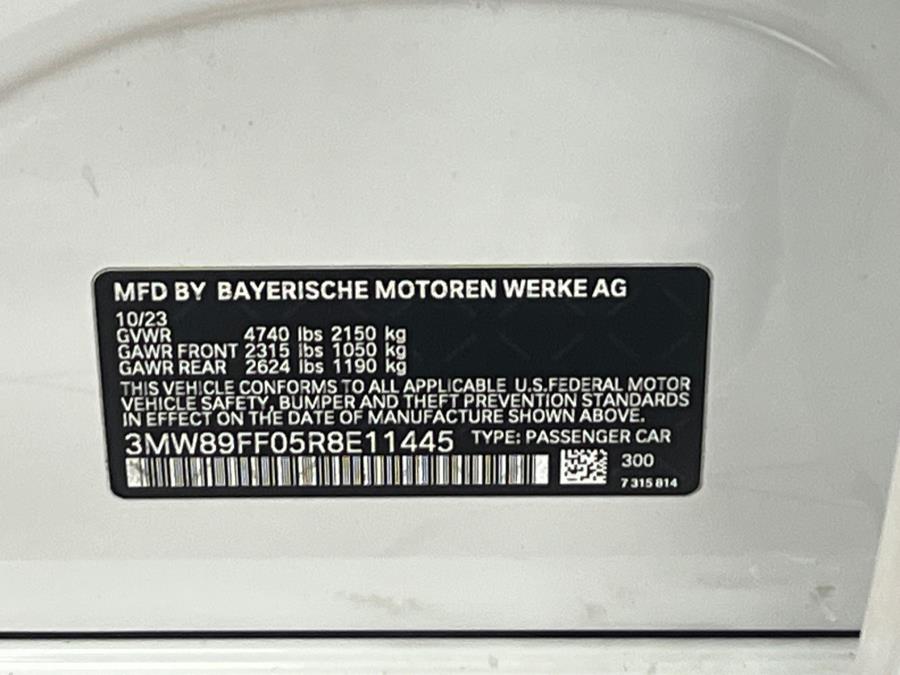 MFD BY BAYERISCHE MOTOREN WERKE AG
10/23
GVWR 4740 lbs 2150 kg
GAWR FRONT 2315 lbs 1050 kg
GAWR REAR 2624 lbs 1190 kg
THIS VEHICLE CONFORMS TO ALL APPLICABLE U.S.FEDERAL MOTOR
VEHICLE SAFETY, BUMPER AND THEFT PREVENTION STANDARDS
IN EFFECT ON THE DATE OF MANUFACTURE SHOWN ABOVE.
3MW89FF05R8E11445 TYPE: PASSENGER CAR
300
7 315 814